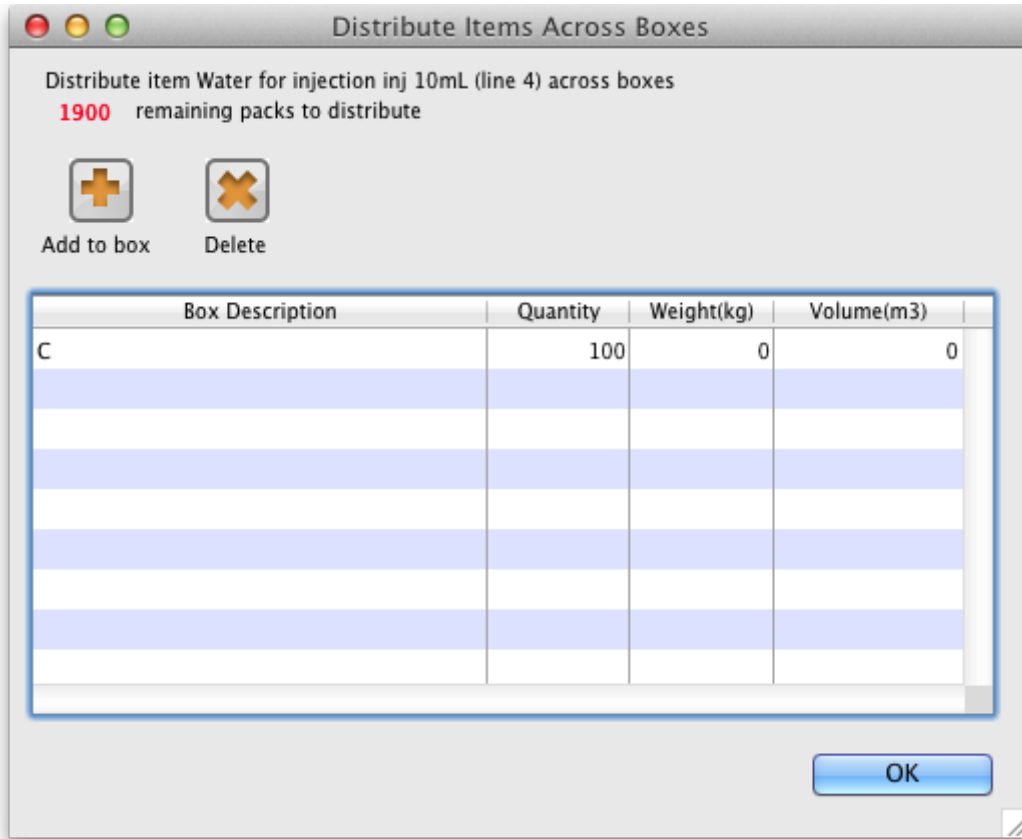 Distribute Items Across Boxes
Distribute item Water for injection inj 10mL (line 4) across boxes
1900 remaining packs to distribute
Add to box Delete
Box Description Quantity Weight(kg) Volume(m3)
C 100 0 0
OK